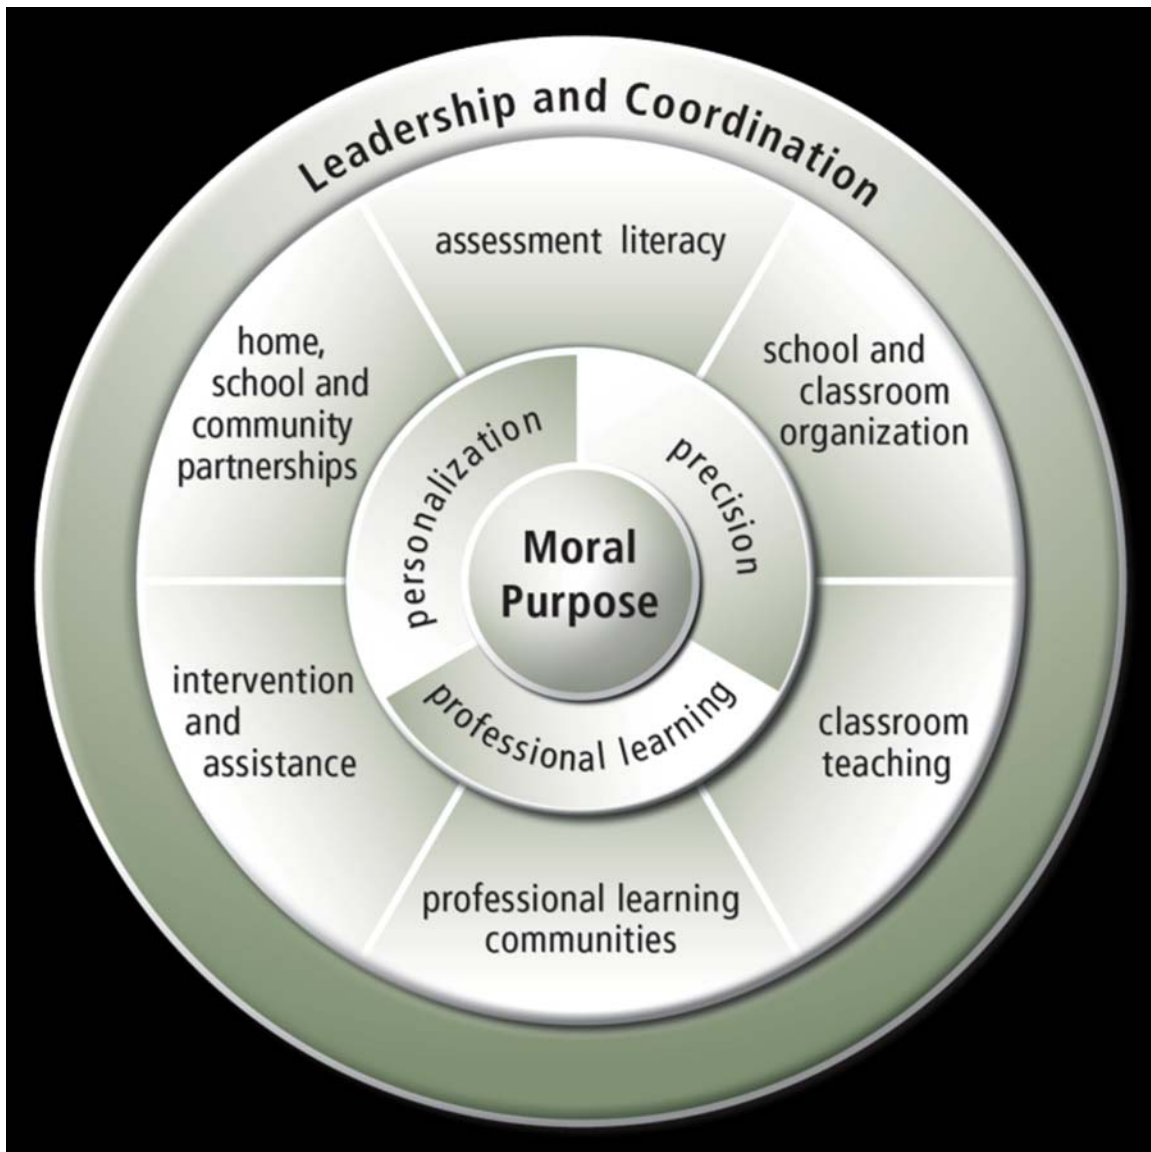 Leadership and Coordination
assessment literacy
school and
classroom
organization
classroom
teaching
professional learning
communities
intervention
and
assistance
home,
school and
community
partnerships
personalization
precision
professional learning
Moral
Purpose